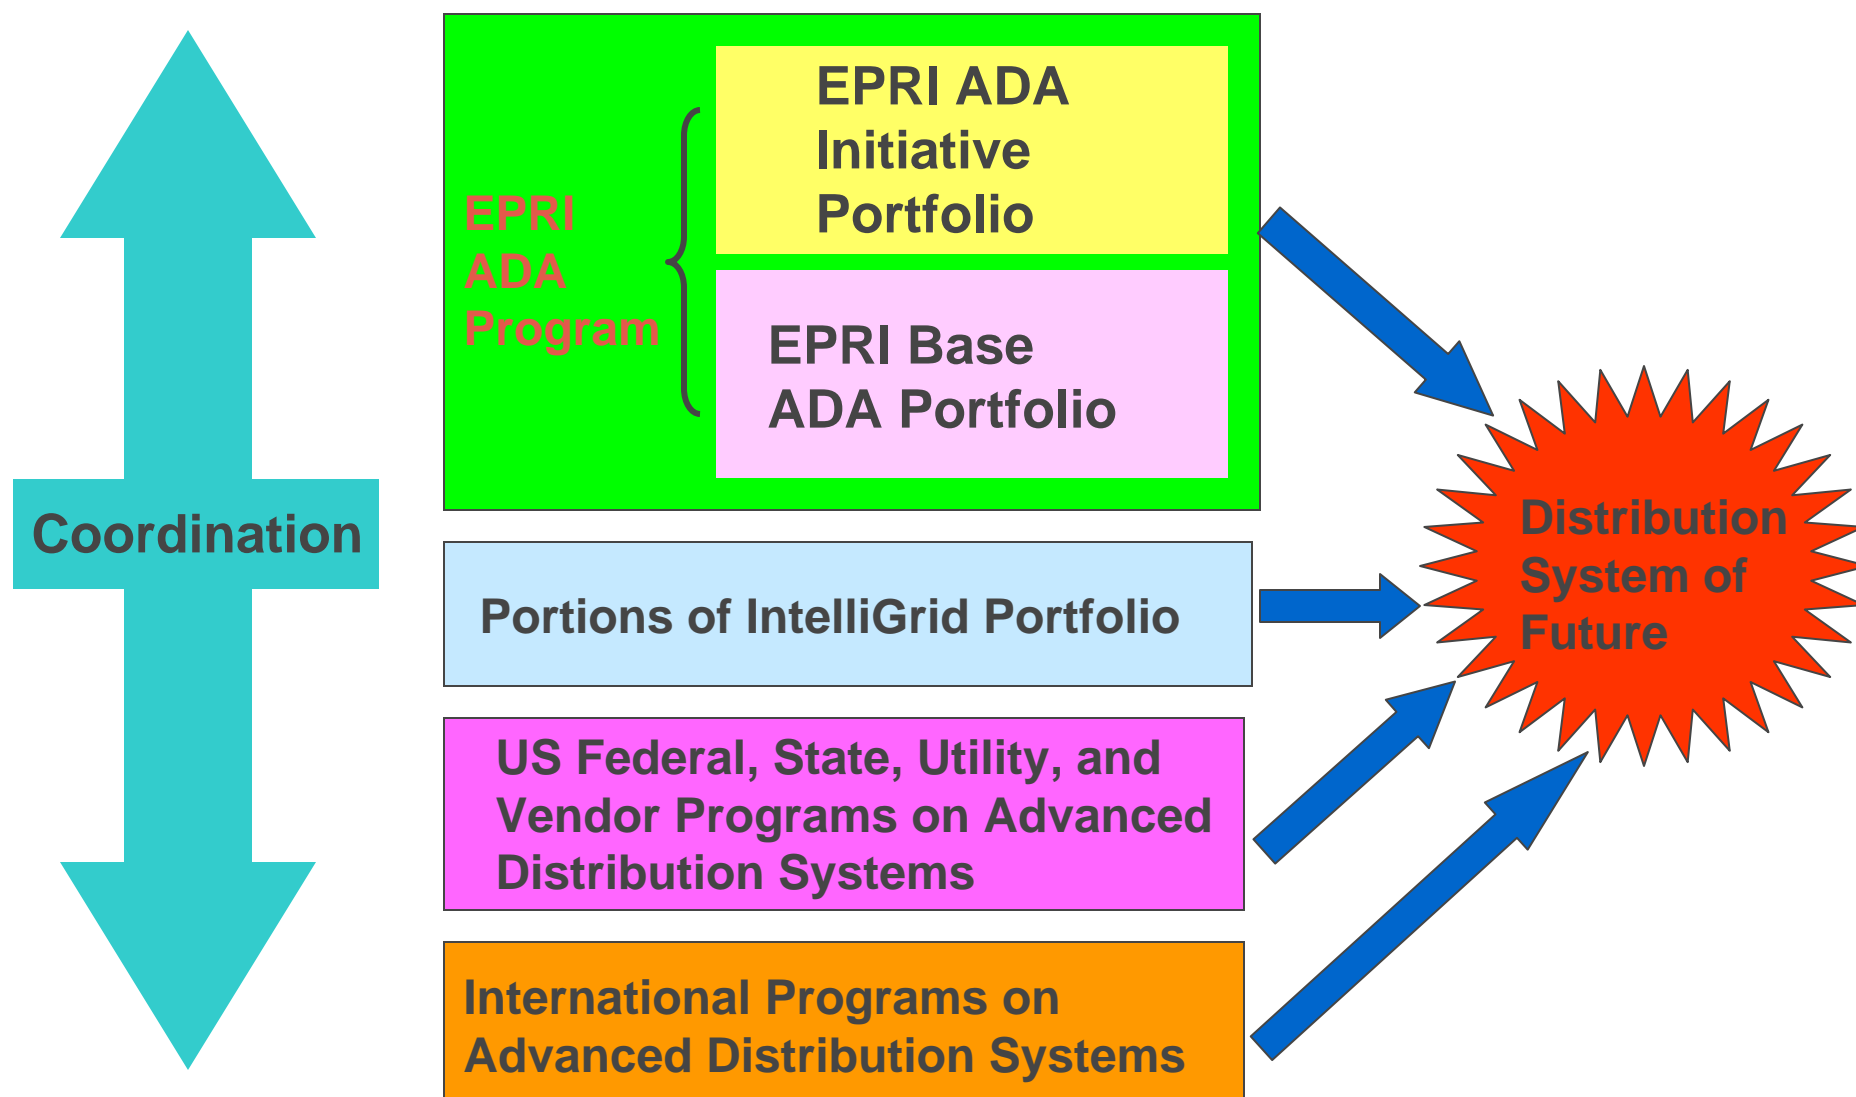 Coordination
EPRI
ADA
Program
EPRI ADA
Initiative
Portfolio
EPRI Base
ADA Portfolio
Portions of IntelliGrid Portfolio
US Federal, State, Utility, and
Vendor Programs on Advanced
Distribution Systems
International Programs on
Advanced Distribution Systems
Distribution
System of
Future